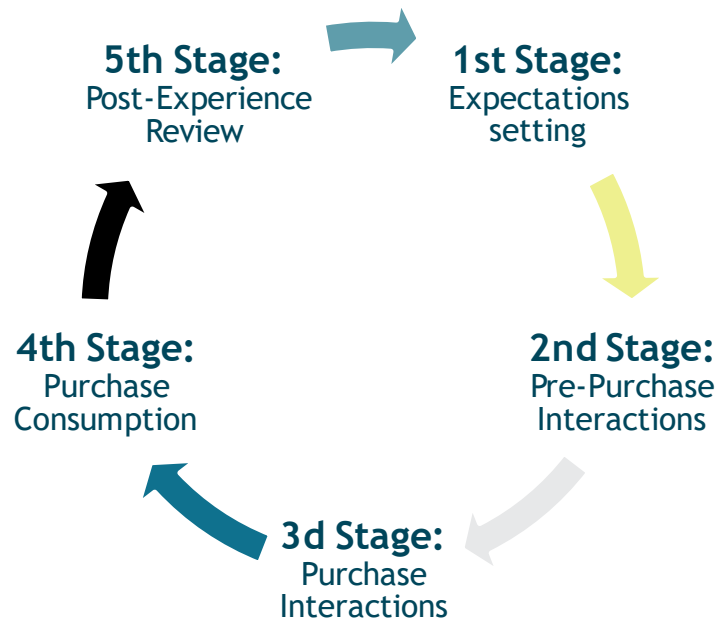 1st Stage:
Expectations
setting
2nd Stage:
Pre-Purchase
Interactions
3d Stage:
Purchase
Interactions
4th Stage:
Purchase
Consumption
5th Stage:
Post-Experience
Review